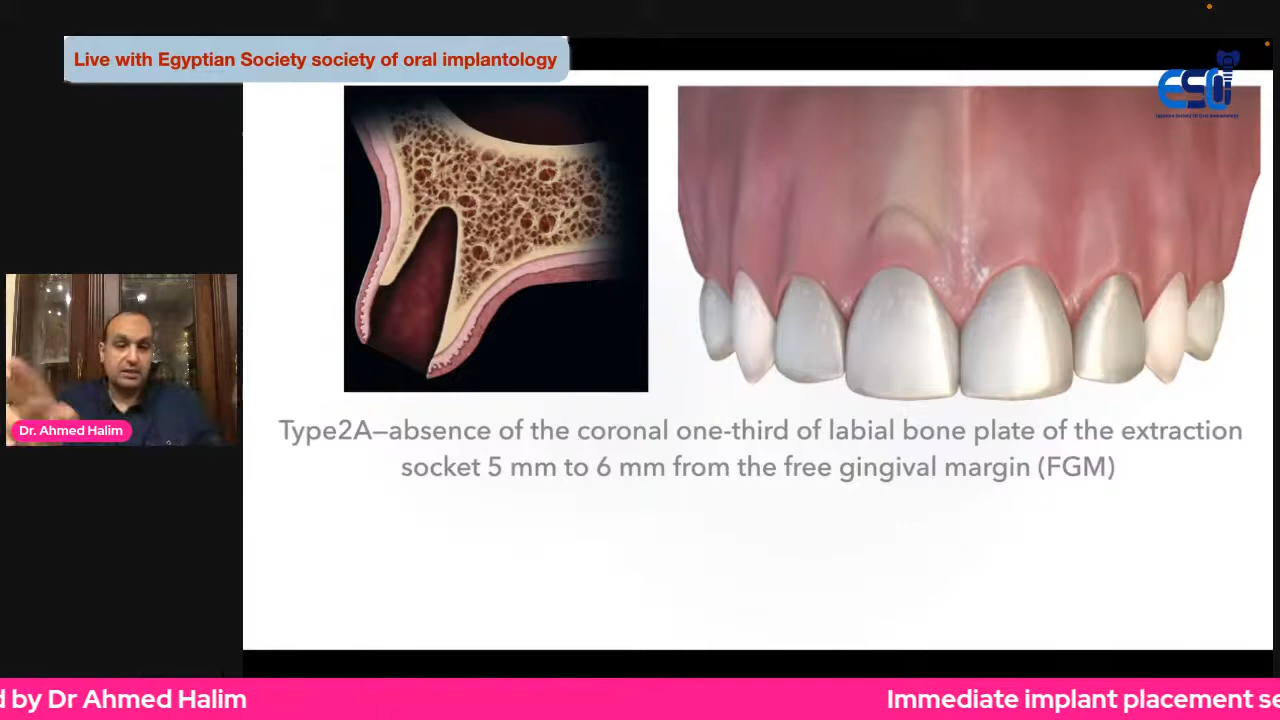 Live with Egyptian Society society of oral implantology
ESOI
Type2A—absence of the coronal one-third of labial bone plate of the extraction
socket 5 mm to 6 mm from the free gingival margin (FGM)
Dr. Ahmed Halim
d by Dr Ahmed Halim
Immediate implant placement se